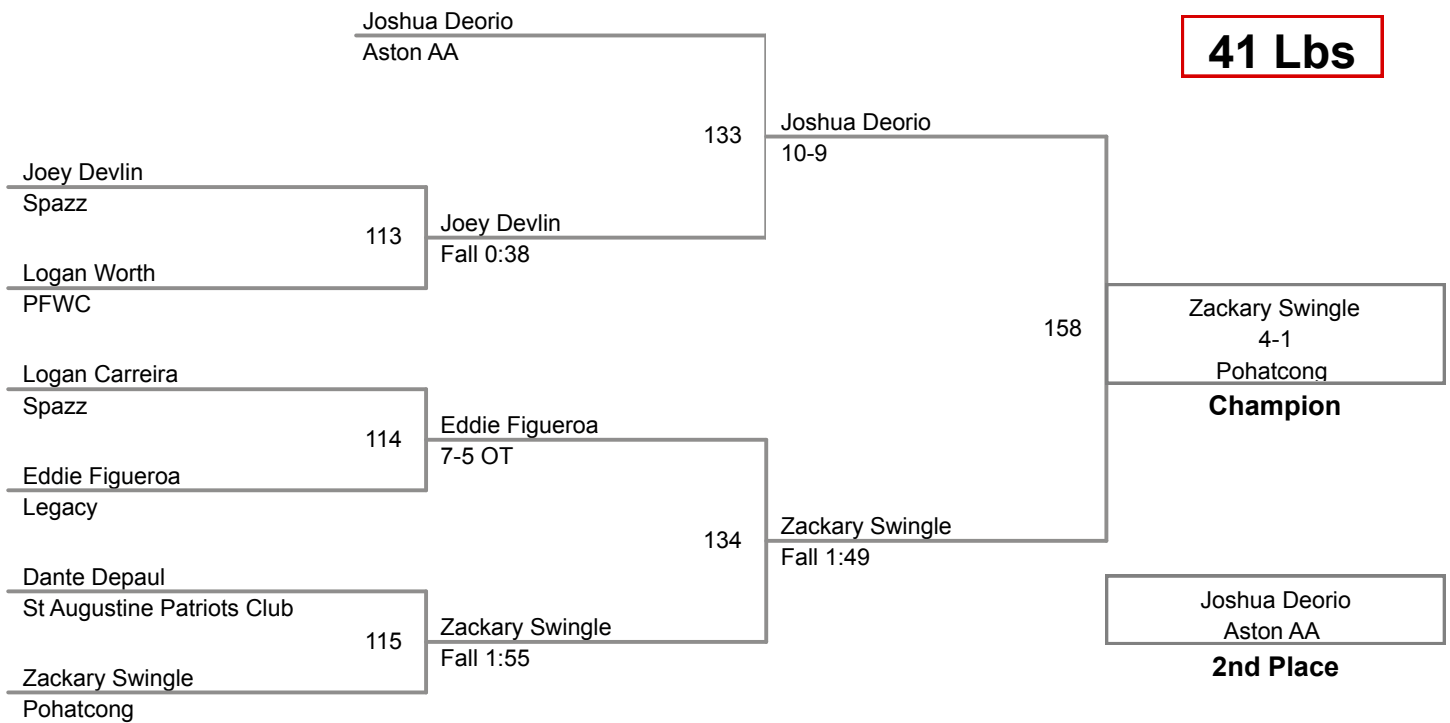 Joshua Deorio
Aston AA
41 Lbs
133
Joshua Deorio
10-9
Joey Devlin
Spazz
113
Joey Devlin
Fall 0:38
Logan Worth
PFWC
158
Zackary Swingle
4-1
Pohatcong
Champion
Logan Carreira
Spazz
114
Eddie Figueroa
7-5 OT
Eddie Figueroa
Legacy
134
Zackary Swingle
Fall 1:49
Dante Depaul
St Augustine Patriots Club
115
Zackary Swingle
Fall 1:55
Zackary Swingle
Pohatcong
Joshua Deorio
Aston AA
2nd Place